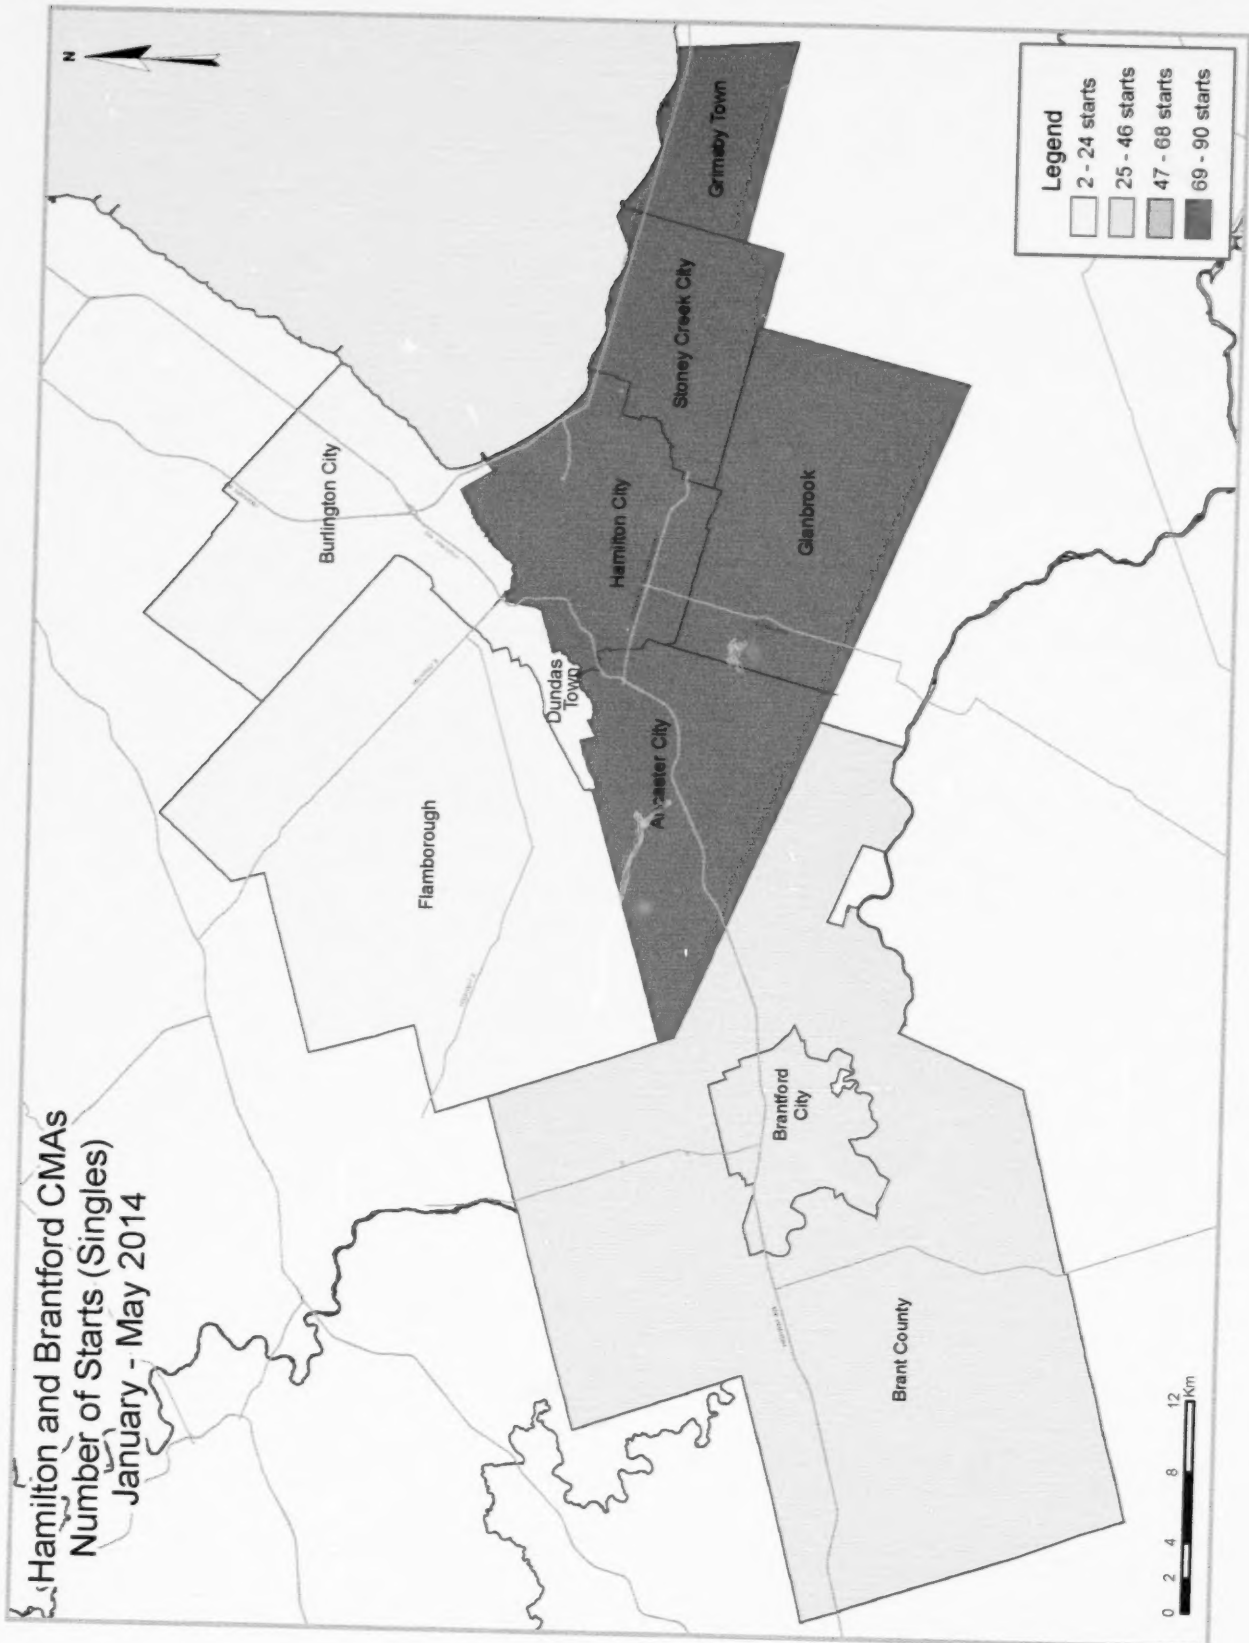 Hamilton and Brantford CMAs
Number of Starts (Singles)
January - May 2014
N
Burlington City
Flamborough
Dundas
Town
Hamilton City
Stoney Creek City
Grimsby Town
Glanbrook
Ancaster City
Brantford
City
Brant County
Legend
2 - 24 starts
25 - 46 starts
47 - 68 starts
69 - 90 starts
0 2 4 8 12
Km